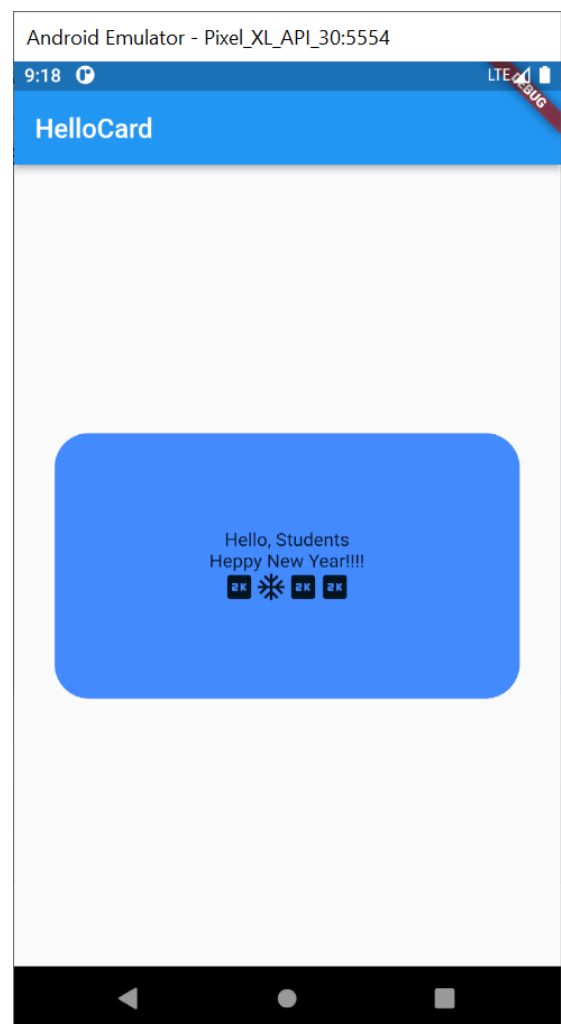 Android Emulator - Pixel_XL_API_30:5554
9:18 LTE
DEBUG
HelloCard
Hello, Students
Heppy New Year!!!!
2K 2K 2K